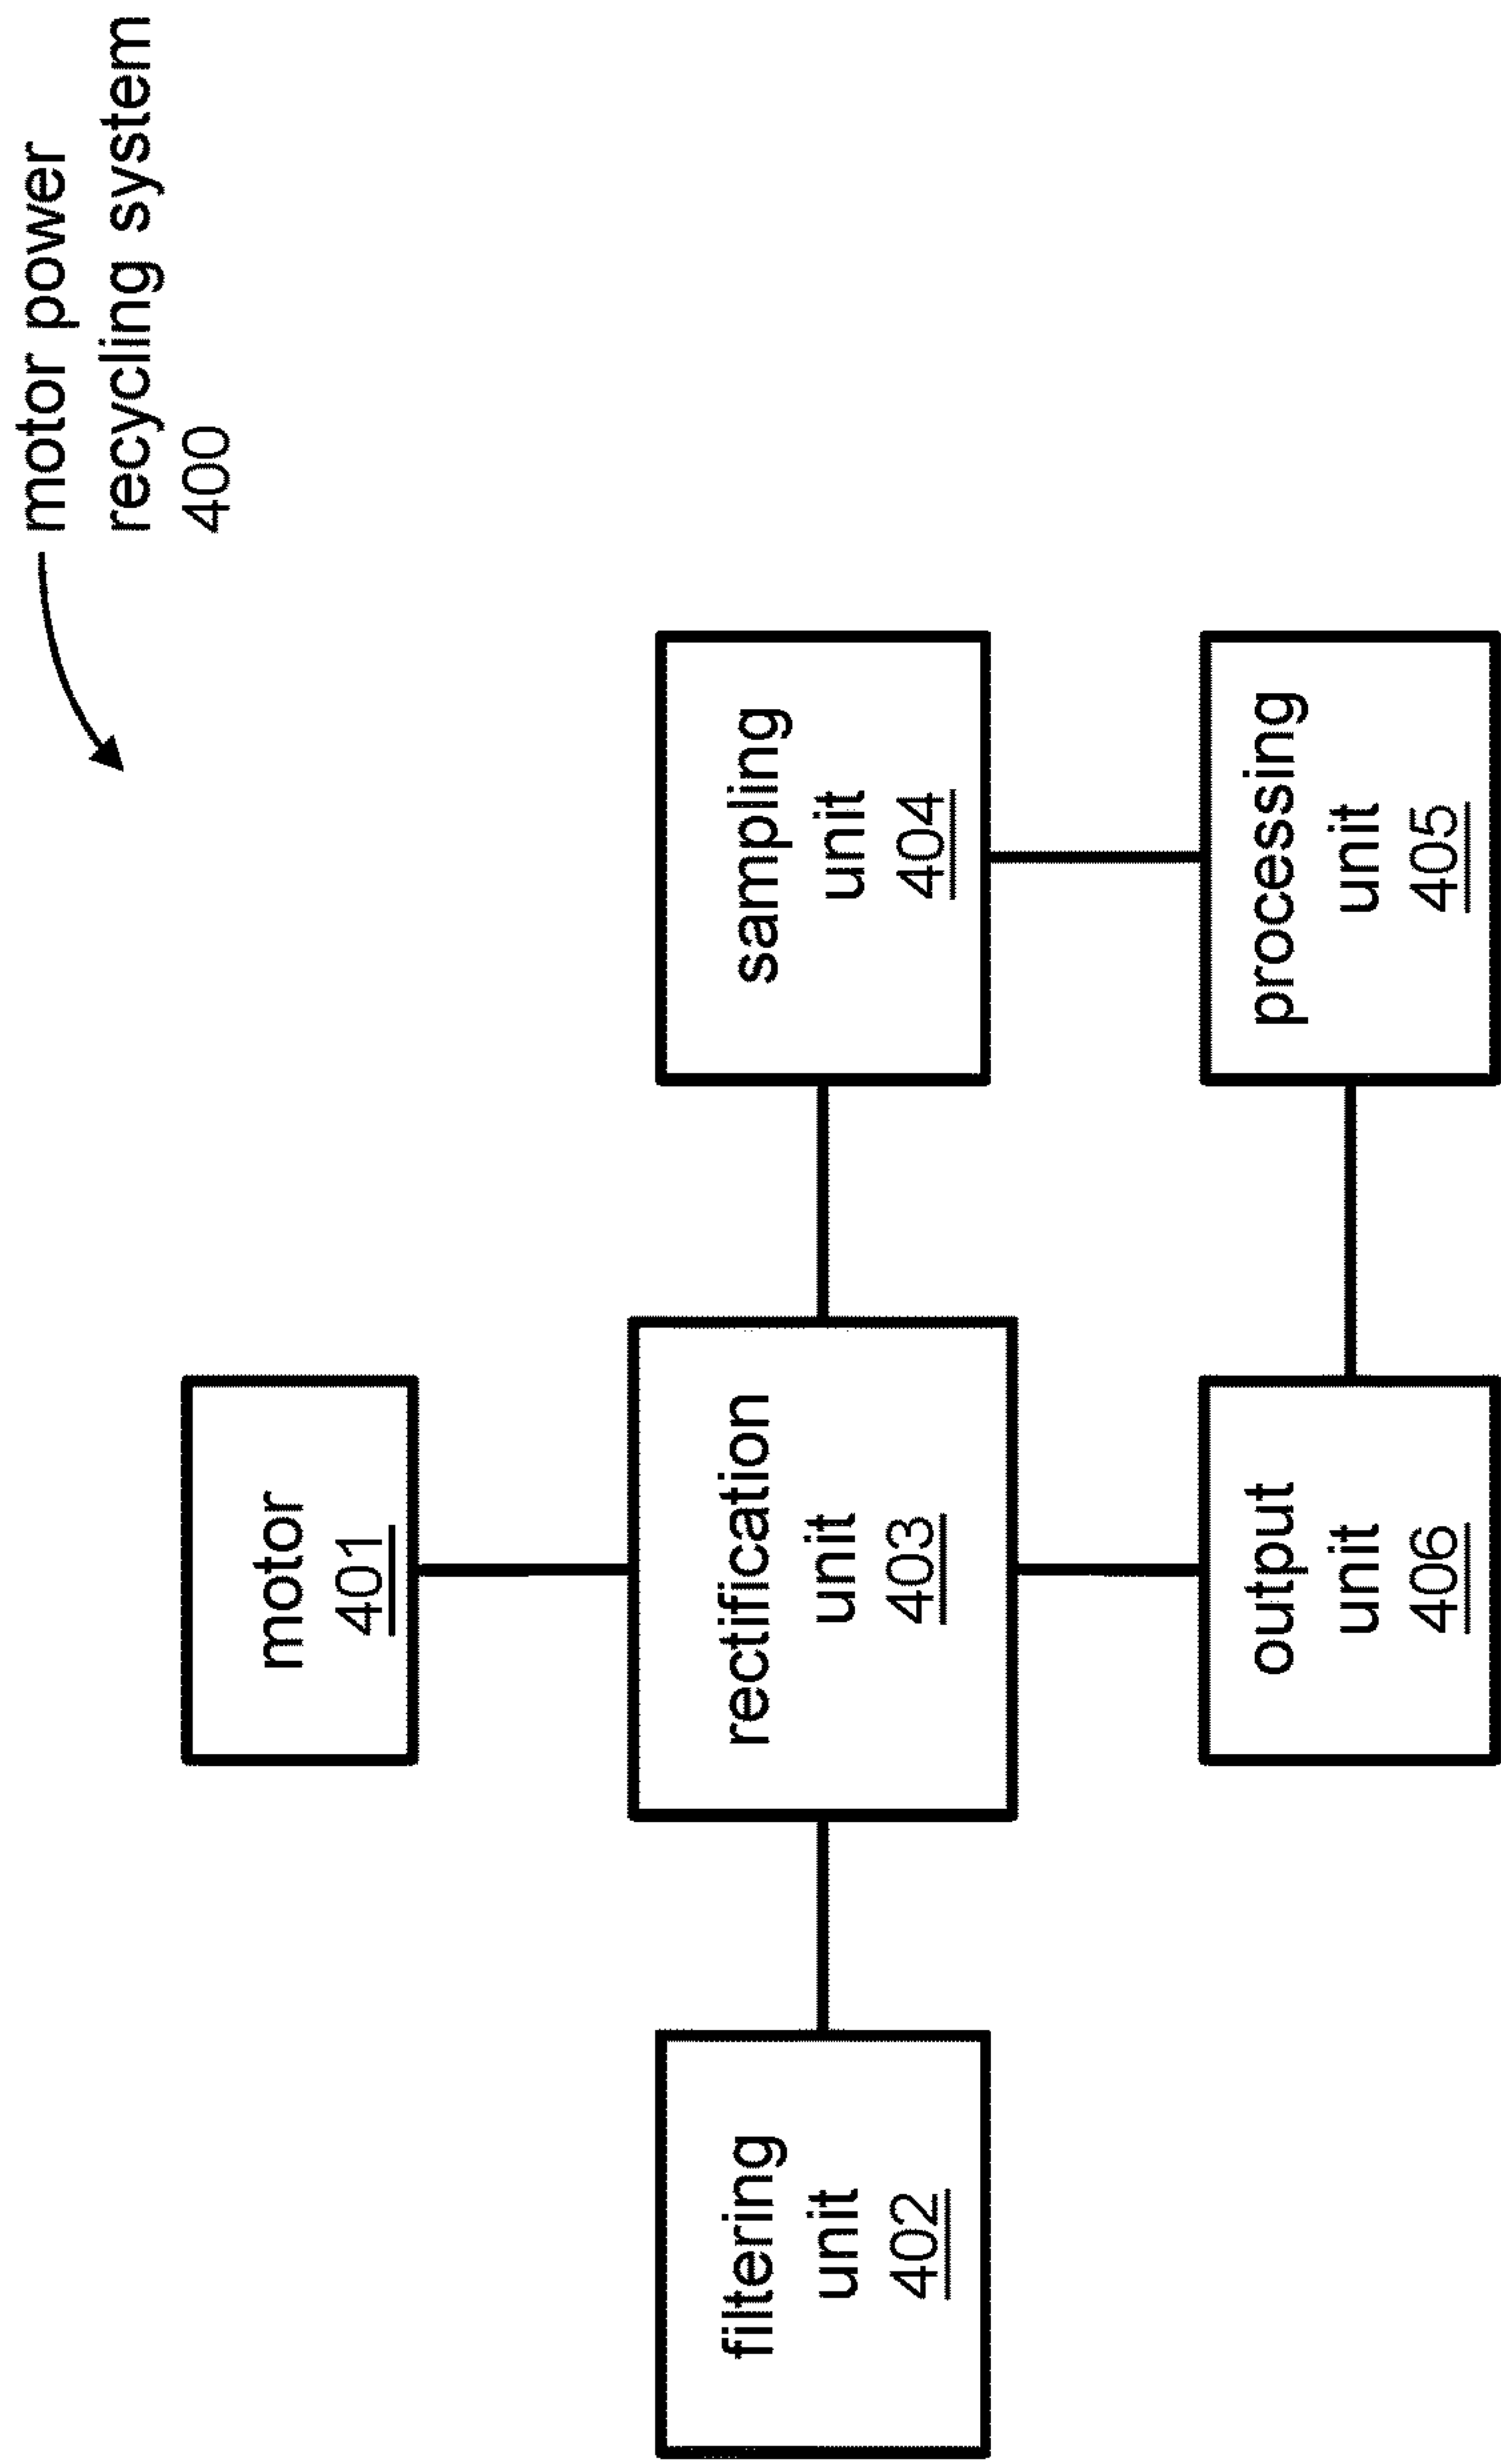 motor power
recycling system
400
motor
401
filtering
unit
402
rectification
unit
403
sampling
unit
404
output
unit
406
processing
unit
405